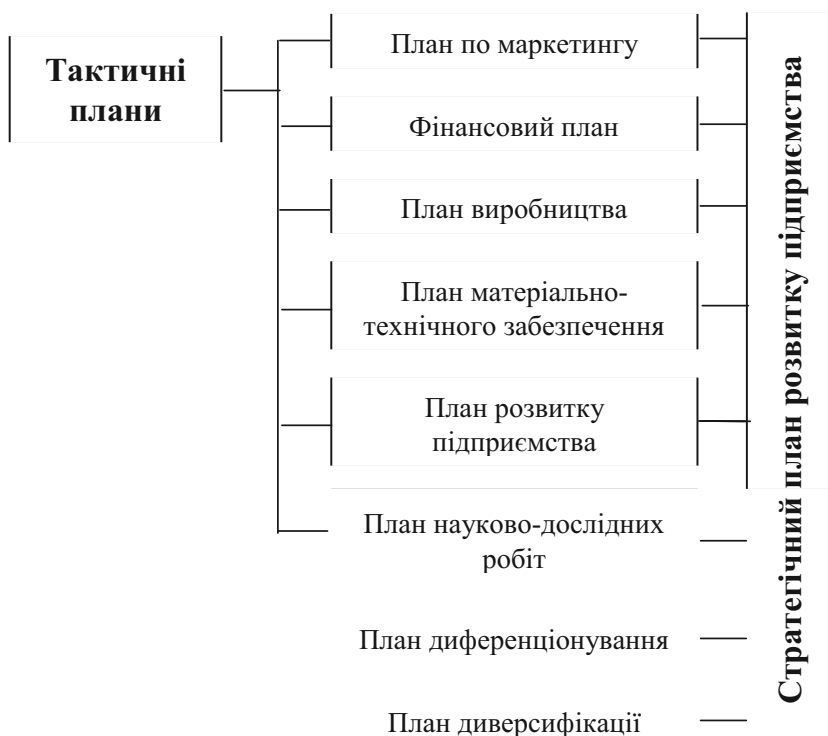 Тактичні
плани
План по маркетингу
Фінансовий план
План виробництва
План матеріально-
технічного забезпечення
План розвитку
підприємства
План науково-дослідних
робіт
План диференціонування
План диверсифікації
Стратегічний план розвитку підприємства